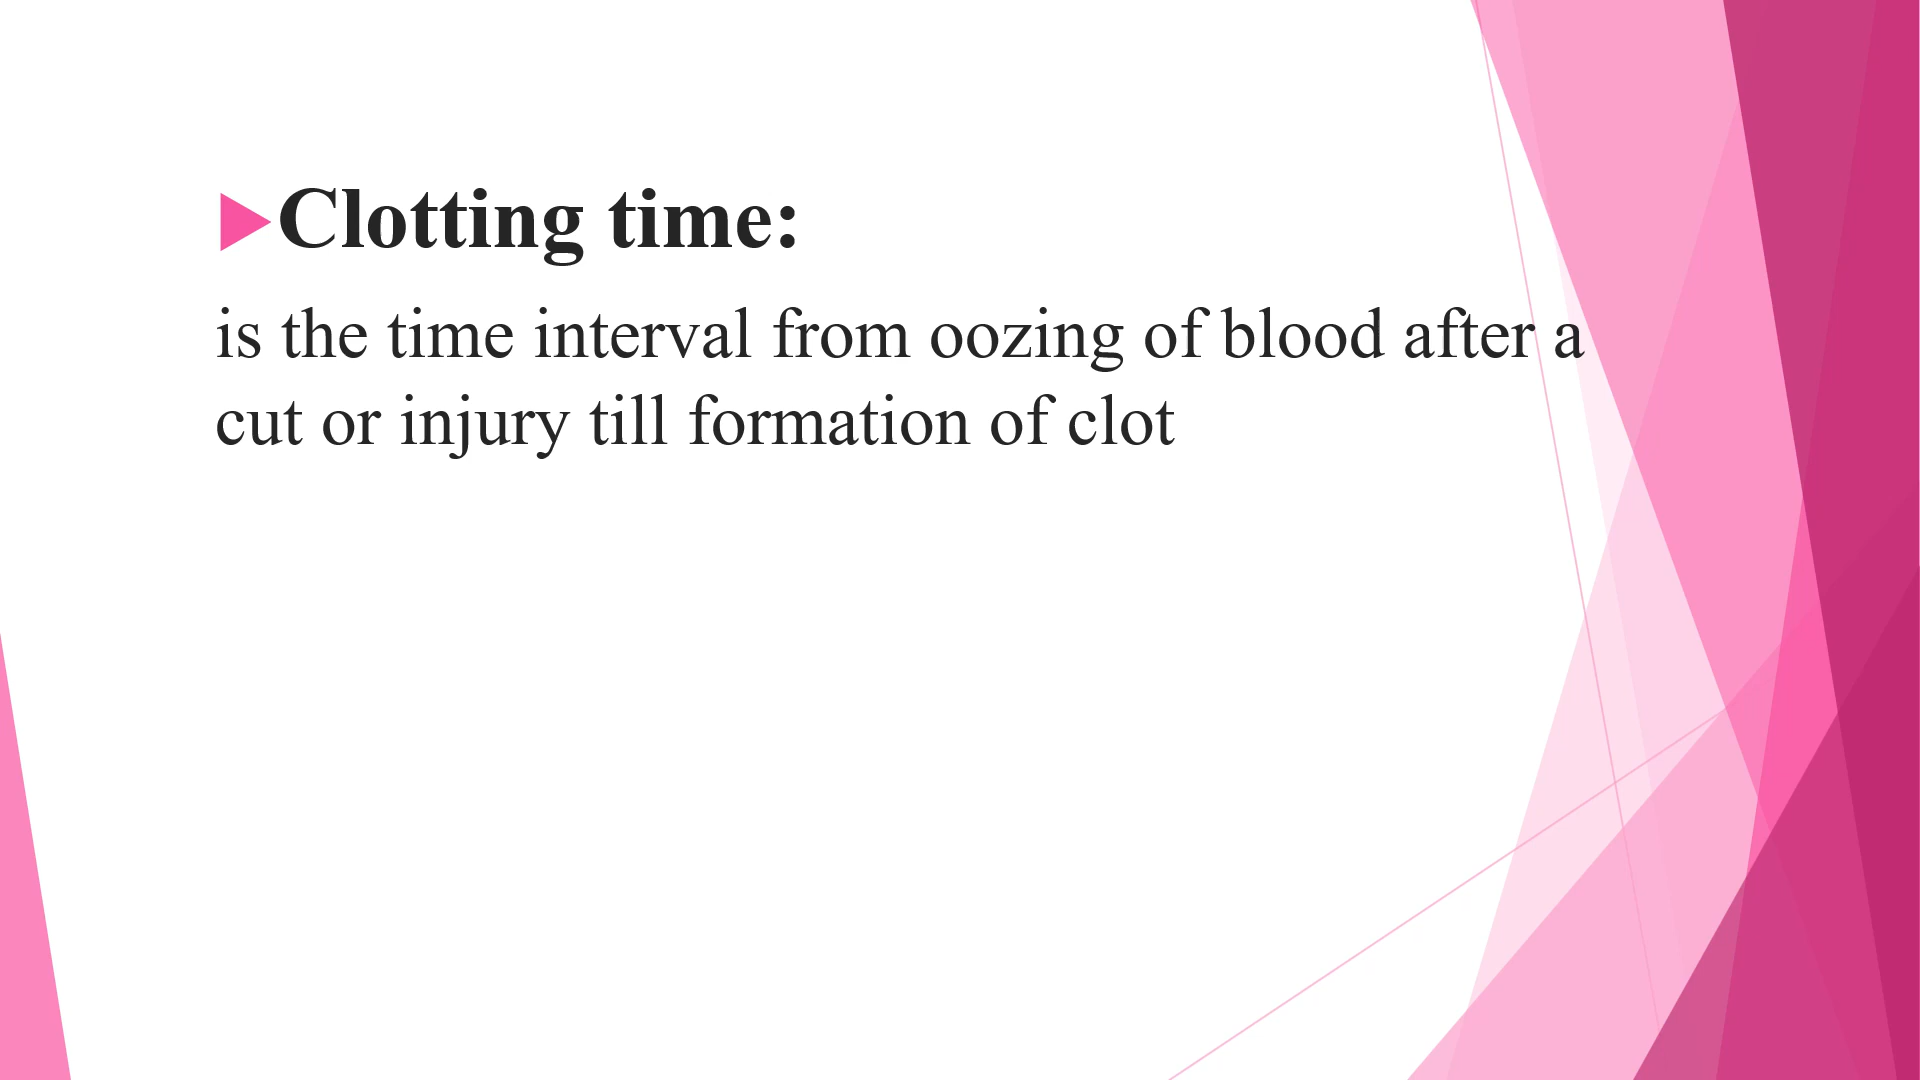 Clotting time:
is the time interval from oozing of blood after a
cut or injury till formation of clot